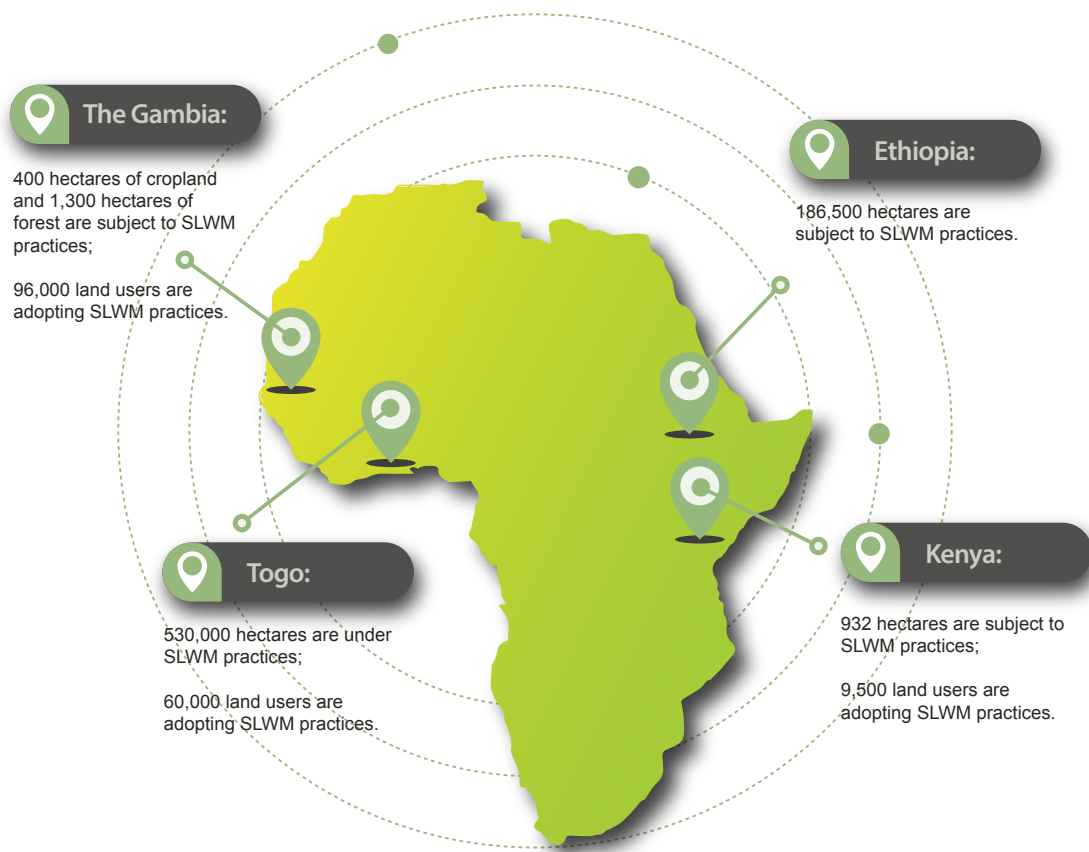 The Gambia:
400 hectares of cropland
and 1,300 hectares of
forest are subject to SLWM
practices;
96,000 land users are
adopting SLWM practices.
Ethiopia:
186,500 hectares are
subject to SLWM practices.
Togo:
530,000 hectares are under
SLWM practices;
60,000 land users are
adopting SLWM practices.
Kenya:
932 hectares are subject to
SLWM practices;
9,500 land users are
adopting SLWM practices.